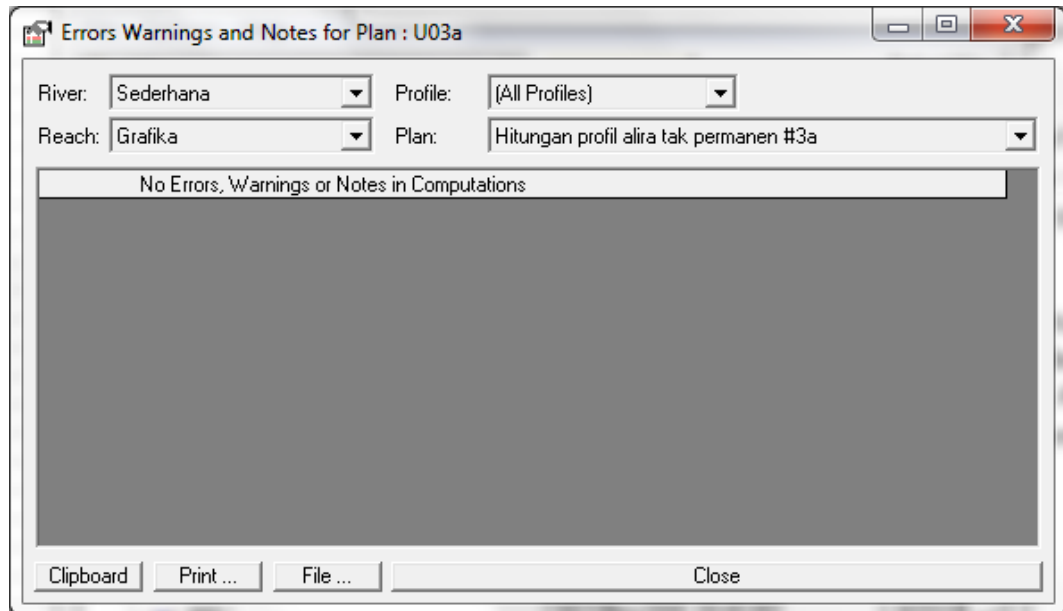 Errors Warnings and Notes for Plan : U03a
River: Sederhana Profile: (All Profiles)
Reach: Grafika Plan: Hitungan profil alira tak permanen #3a
No Errors, Warnings or Notes in Computations
Clipboard Print ... File ... Close